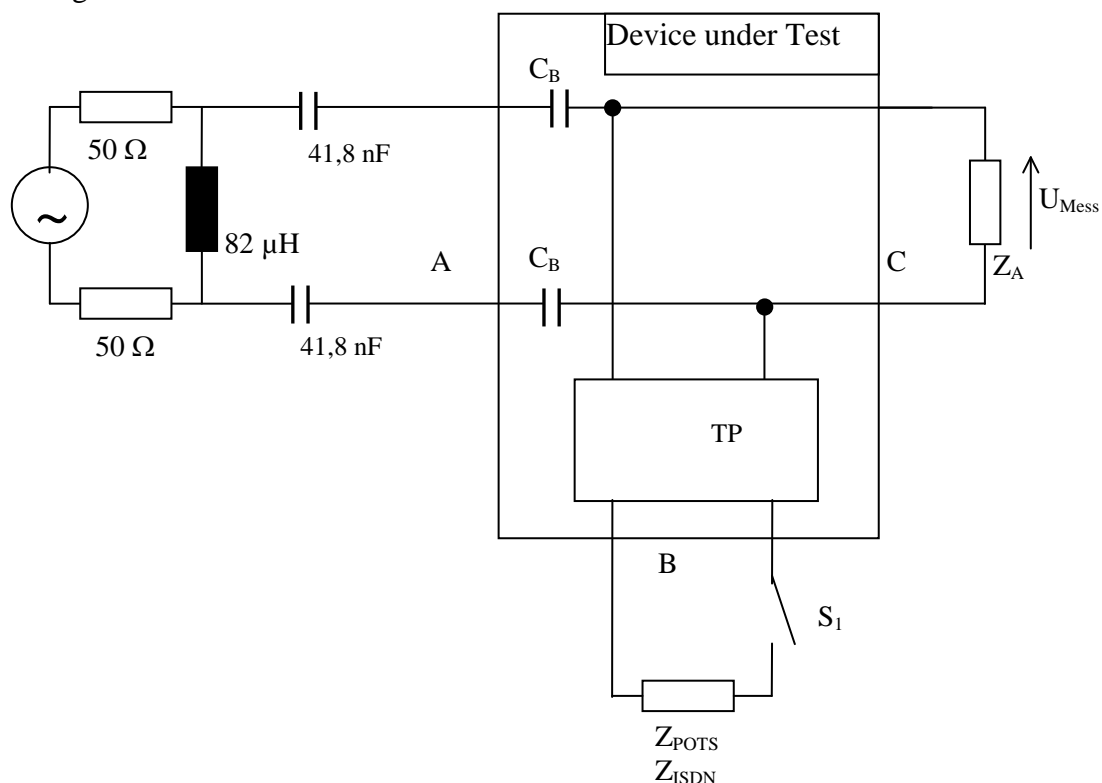 Device under Test
C_B
50 Ω
41,8 nF
~
82 µH
U_Mess
A
C_B
C
Z_A
50 Ω
41,8 nF
TP
B
S_1
Z_POTS
Z_ISDN